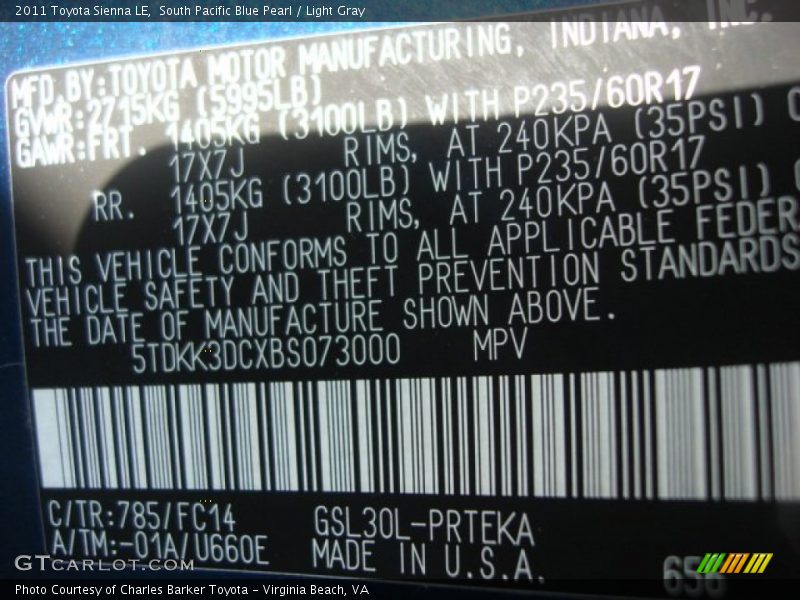 2011 Toyota Sienna LE, South Pacific Blue Pearl / Light Gray
MFD. BY: TOYOTA MOTOR MANUFACTURING, INDIANA, INC.
GVWR: 2715KG (5995LB)
GAWR: FRT. 1405KG (3100LB) WITH P235/60R17
17X7J RIMS, AT 240KPA (35PSI)
RR. 1405KG (3100LB) WITH P235/60R17
17X7J RIMS, AT 240KPA (35PSI)
THIS VEHICLE CONFORMS TO ALL APPLICABLE FEDER
VEHICLE SAFETY AND THEFT PREVENTION STANDARDS
THE DATE OF MANUFACTURE SHOWN ABOVE.
5TDKK3DCXBS073000 MPV
C/TR:785/FC14 GSL30L-PRTEKA
A/TM:-01A/U660E MADE IN U.S.A.
656
GTCARLOT.COM
Photo Courtesy of Charles Barker Toyota - Virginia Beach, VA